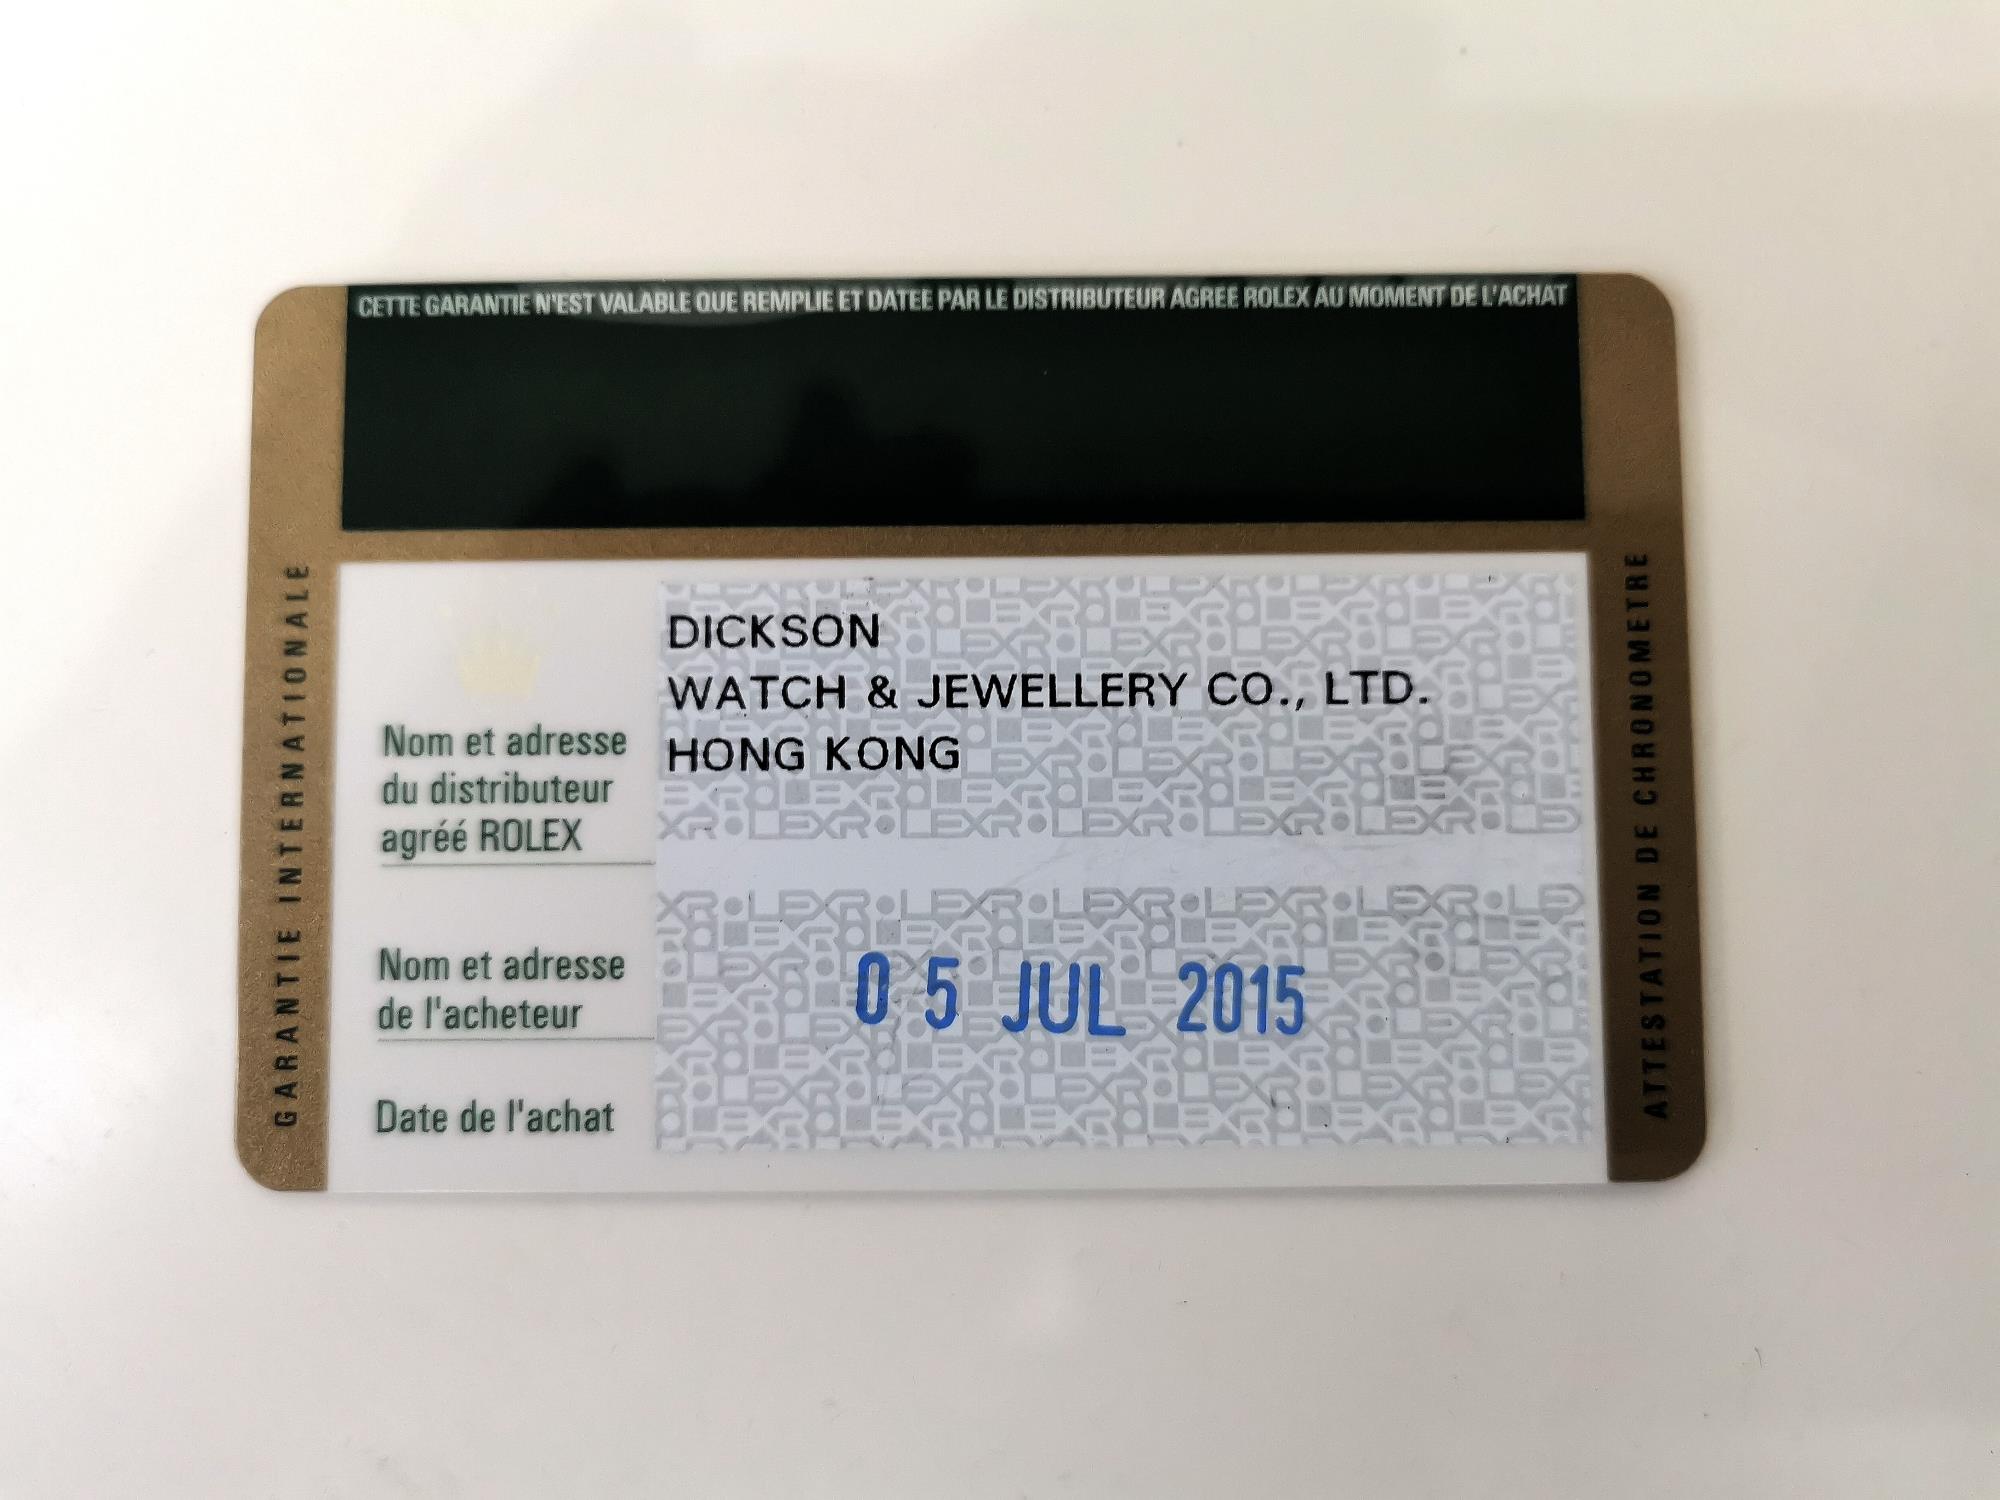 CETTE GARANTIE N'EST VALABLE QUE REMPLIE ET DATEE PAR LE DISTRIBUTEUR AGREE ROLEX AU MOMENT DE L'ACHAT
GARANTIE INTERNATIONALE
DICKSON
WATCH & JEWELLERY CO., LTD.
HONG KONG
Nom et adresse
du distributeur
agréé ROLEX
Nom et adresse
de l'acheteur
05 JUL 2015
Date de l'achat
ATTESTATION DE CHRONOMETRE